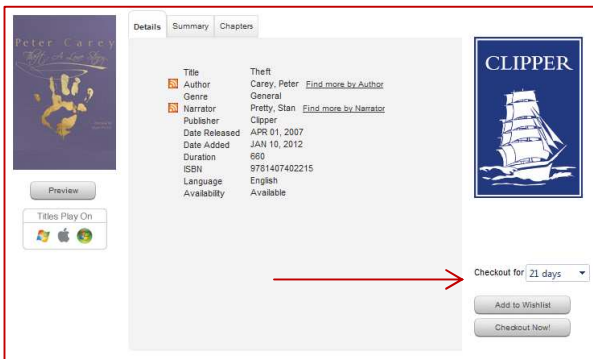 Peter Carey
Theft: A Love Story
Preview
Titles Play On
Details Summary Chapters
Title Theft
Author Carey, Peter Find more by Author
Genre General
Narrator Pretty, Stan Find more by Narrator
Publisher Clipper
Date Released APR 01, 2007
Date Added JAN 10, 2012
Duration 660
ISBN 9781407402215
Language English
Availability Available
CLIPPER
Checkout for 21 days
Add to Wishlist
Checkout Now!